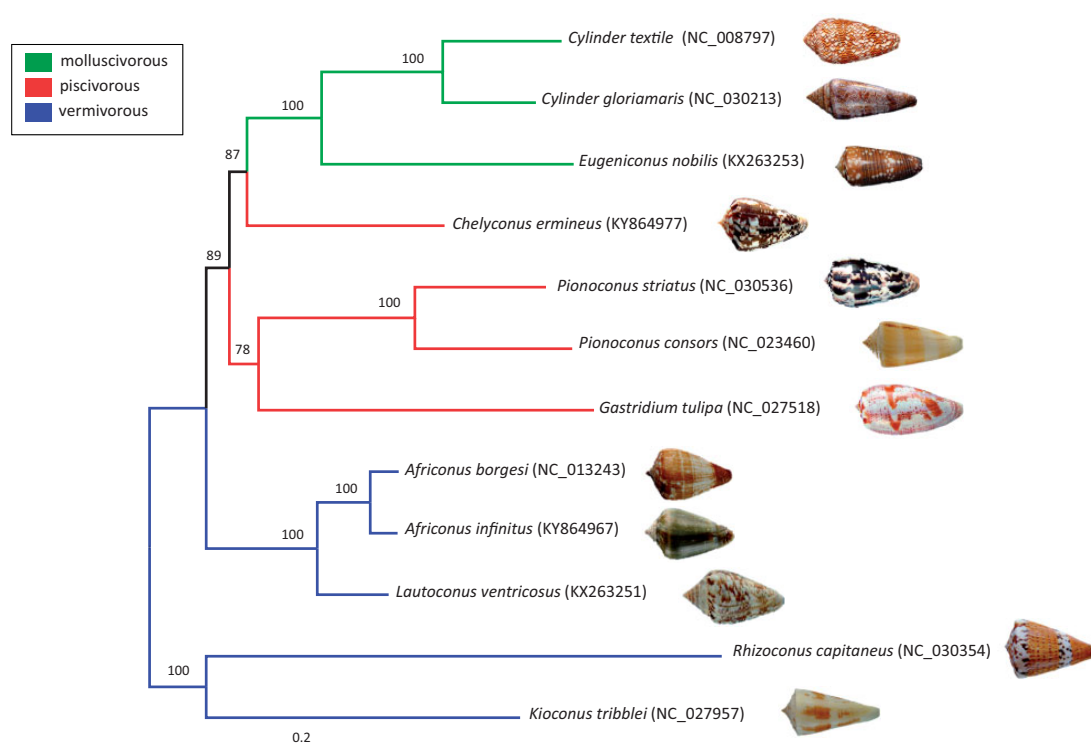 molluscivorous
piscivorous
vermivorous
100
Cylinder textile (NC_008797)
100
Cylinder gloriamaris (NC_030213)
87
Eugeniconus nobilis (KX263253)
Chelyconus ermineus (KY864977)
89
100
Pionoconus striatus (NC_030536)
78
Pionoconus consors (NC_023460)
Gastridium tulipa (NC_027518)
100
Africonus borgesi (NC_013243)
100
Africonus infinitus (KY864967)
Lautoconus ventricosus (KX263251)
100
Rhizoconus capitaneus (NC_030354)
Kioconus tribblei (NC_027957)
0.2